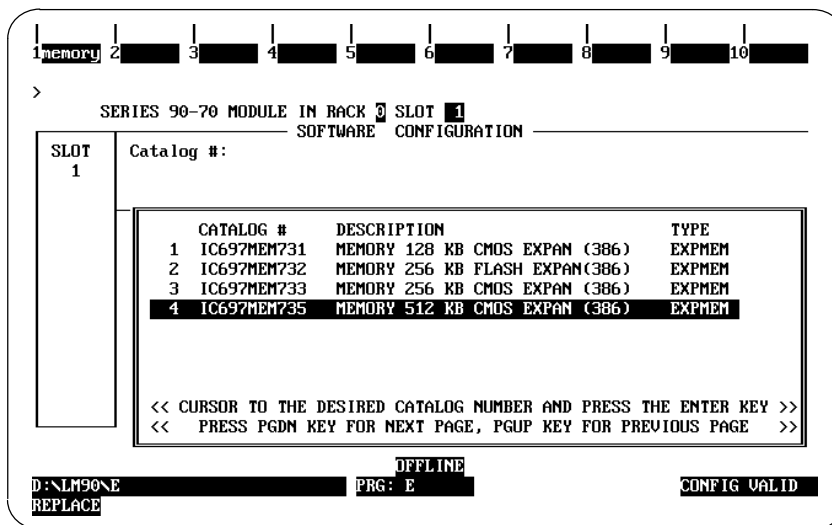 1memory 2 3 4 5 6 7 8 9 10
>
SERIES 90-70 MODULE IN RACK 0 SLOT 1
SOFTWARE CONFIGURATION
SLOT Catalog #:
1
CATALOG # DESCRIPTION TYPE
1 IC697MEM731 MEMORY 128 KB CMOS EXPAN (386) EXPMEM
2 IC697MEM732 MEMORY 256 KB FLASH EXPAN(386) EXPMEM
3 IC697MEM733 MEMORY 256 KB CMOS EXPAN (386) EXPMEM
4 IC697MEM735 MEMORY 512 KB CMOS EXPAN (386) EXPMEM
<< CURSOR TO THE DESIRED CATALOG NUMBER AND PRESS THE ENTER KEY >>
<< PRESS PGDN KEY FOR NEXT PAGE, PGUP KEY FOR PREVIOUS PAGE >>
OFFLINE
D:\LM90\E PRG: E CONFIG VALID
REPLACE